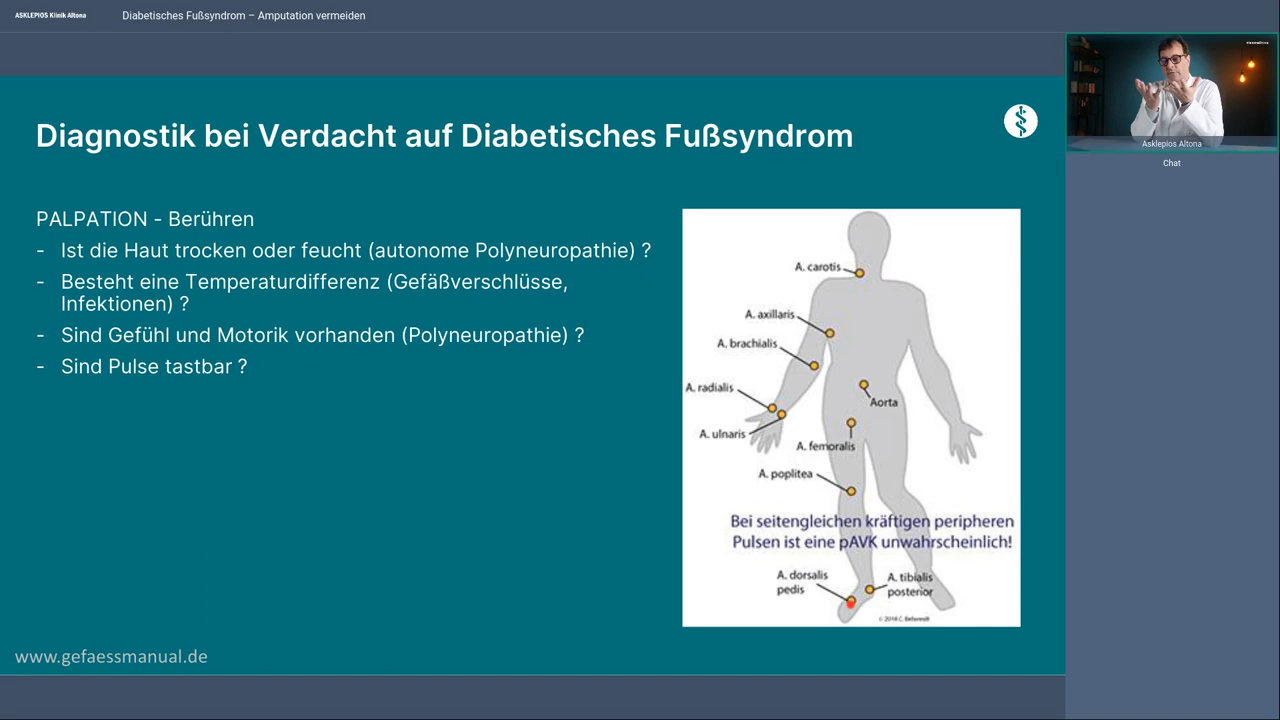 ASKLEPIOS Klinik Altona
Diabetisches Fußsyndrom – Amputation vermeiden
Diagnostik bei Verdacht auf Diabetisches Fußsyndrom
PALPATION - Berühren
- Ist die Haut trocken oder feucht (autonome Polyneuropathie) ?
- Besteht eine Temperaturdifferenz (Gefäßverschlüsse,
Infektionen) ?
- Sind Gefühl und Motorik vorhanden (Polyneuropathie) ?
- Sind Pulse tastbar ?
A. carotis
A. axillaris
A. brachialis
A. radialis
Aorta
A. ulnaris
A. femoralis
A. poplitea
Bei seitengleichen kräftigen peripheren
Pulsen ist eine pAVK unwahrscheinlich!
A. dorsalis
pedis
A. tibialis
posterior
www.gefaessmanual.de
Asklepios Altona
Chat